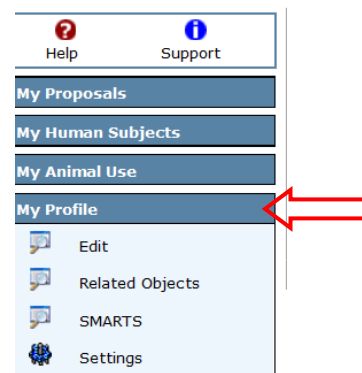 Help Support
My Proposals
My Human Subjects
My Animal Use
My Profile
Edit
Related Objects
SMARTS
Settings